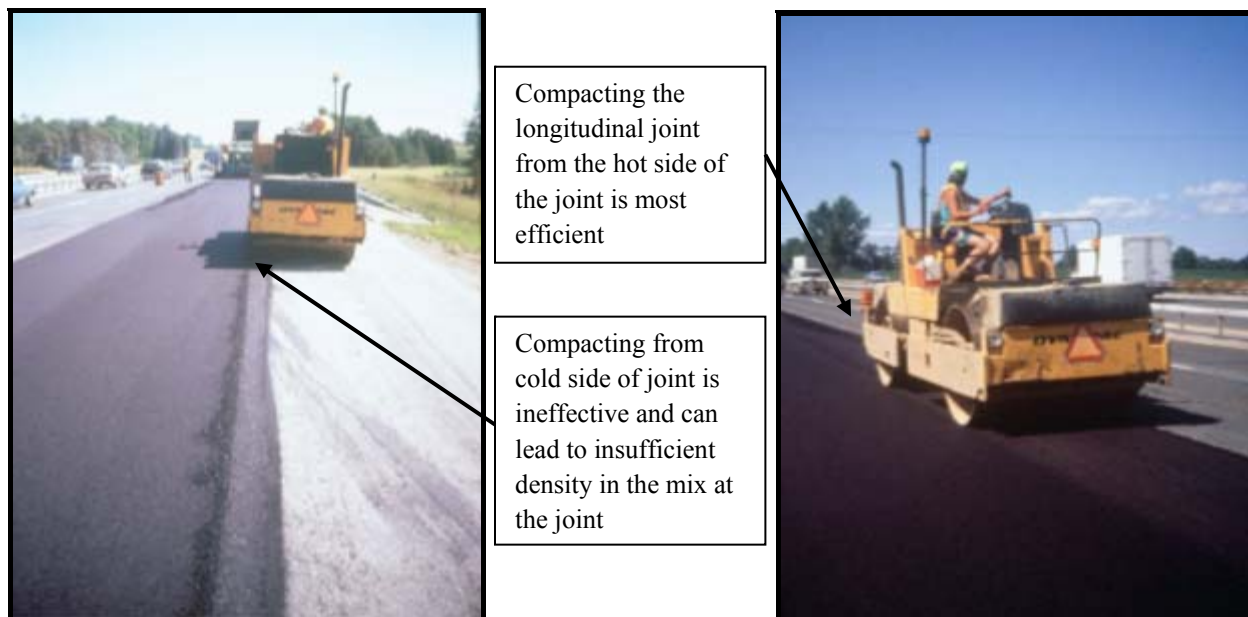 Compacting the
longitudinal joint
from the hot side of
the joint is most
efficient
Compacting from
cold side of joint is
ineffective and can
lead to insufficient
density in the mix at
the joint